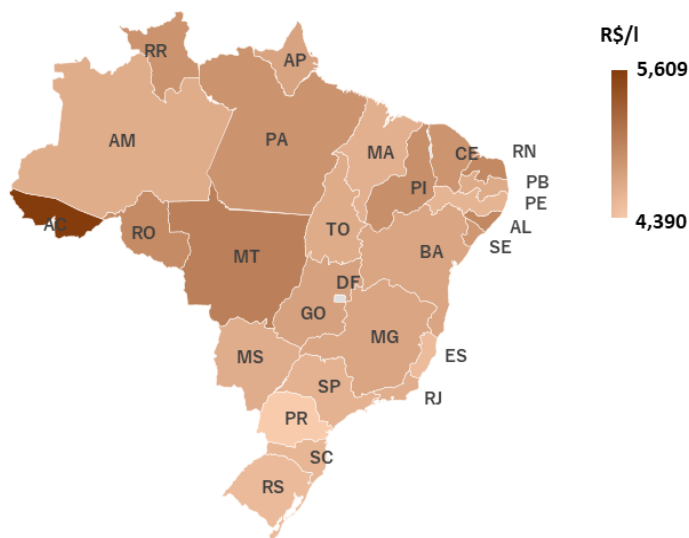 RR
AP
R$/l
5,609
AM
PA
MA
CE
RN
PI
PB
PE
AC
RO
TO
AL
SE
MT
BA
DF
GO
4,390
MG
MS
ES
SP
RJ
PR
SC
RS